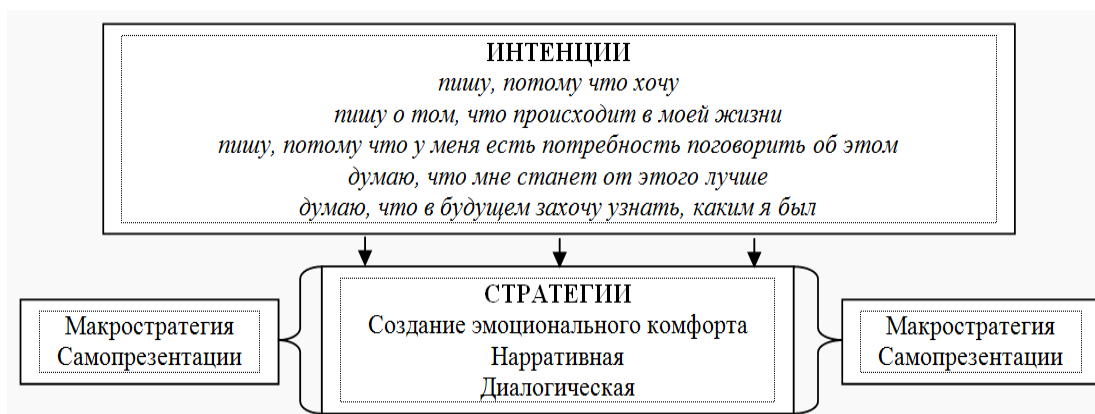 ИНТЕНЦИИ
пишу, потому что хочу
пишу о том, что происходит в моей жизни
пишу, потому что у меня есть потребность поговорить об этом
думаю, что мне станет от этого лучше
думаю, что в будущем захочу узнать, каким я был
СТРАТЕГИИ
Создание эмоционального комфорта
Нарративная
Диалогическая
Макростратегия
Самопрезентации
Макростратегия
Самопрезентации